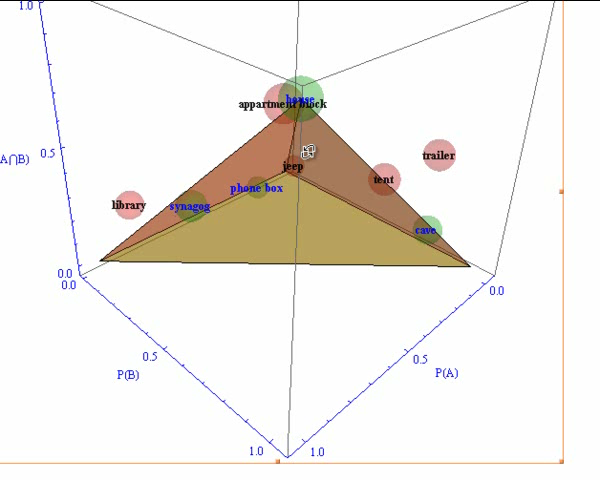 1.0
house
appartment block
0.5
A∩B)
trailer
jeep
tent
phone box
library
synagog
cave
0.0
0.0
0.0
0.5
0.5
P(B)
P(A)
1.0
1.0